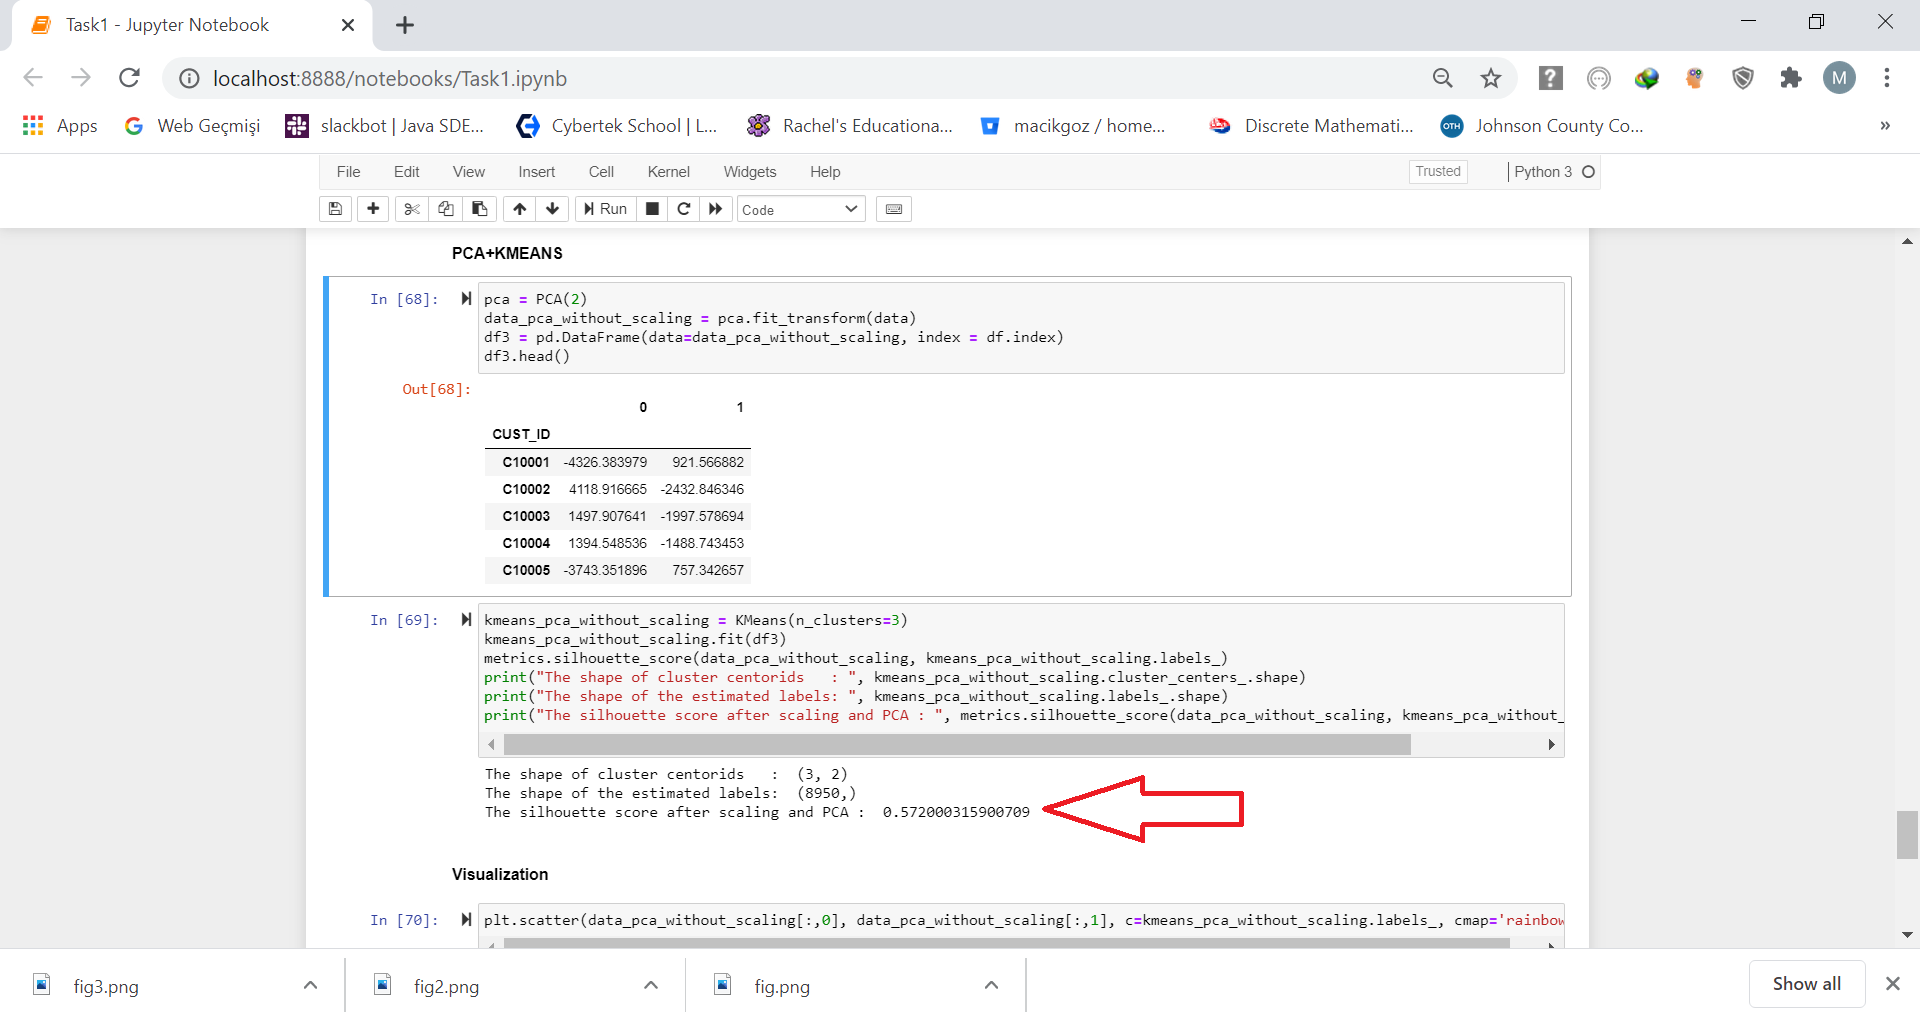 Task1 - Jupyter Notebook
localhost:8888/notebooks/Task1.ipynb
M
Apps Web Geçmişi slackbot | Java SDE... Cybertek School | L... Rachel's Educationa... macikgoz / home... Discrete Mathemati... OTH Johnson County Co... »
File Edit View Insert Cell Kernel Widgets Help Trusted Python 3
Run Code
PCA+KMEANS
In [68]: pca = PCA(2)
data_pca_without_scaling = pca.fit_transform(data)
df3 = pd.DataFrame(data=data_pca_without_scaling, index = df.index)
df3.head()
Out[68]:
0 1
CUST_ID
C10001 -4326.383979 921.566882
C10002 4118.916665 -2432.846346
C10003 1497.907641 -1997.578694
C10004 1394.548536 -1488.743453
C10005 -3743.351896 757.342657
In [69]: kmeans_pca_without_scaling = KMeans(n_clusters=3)
kmeans_pca_without_scaling.fit(df3)
metrics.silhouette_score(data_pca_without_scaling, kmeans_pca_without_scaling.labels_)
print("The shape of cluster centorids   : ", kmeans_pca_without_scaling.cluster_centers_.shape)
print("The shape of the estimated labels: ", kmeans_pca_without_scaling.labels_.shape)
print("The silhouette score after scaling and PCA : ", metrics.silhouette_score(data_pca_without_scaling, kmeans_pca_without_
The shape of cluster centorids   :  (3, 2)
The shape of the estimated labels:  (8950,)
The silhouette score after scaling and PCA :  0.572000315900709
Visualization
In [70]: plt.scatter(data_pca_without_scaling[:,0], data_pca_without_scaling[:,1], c=kmeans_pca_without_scaling.labels_, cmap='rainbow
fig3.png fig2.png fig.png Show all